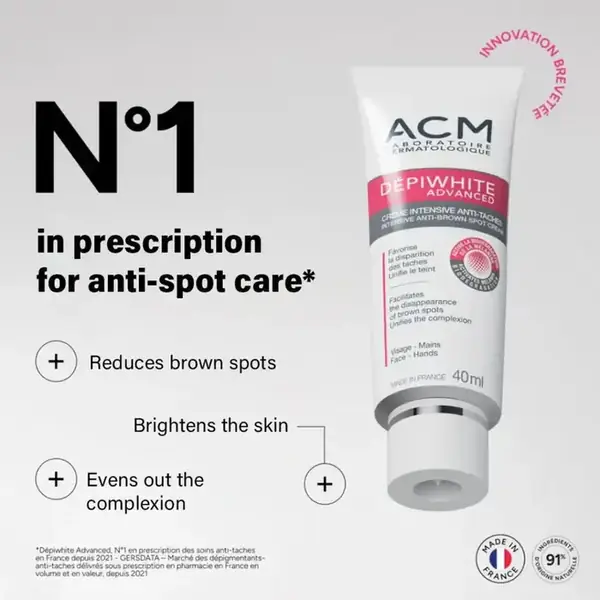 INNOVATION BREVETÉE
N°1
in prescription
for anti-spot care*
+ Reduces brown spots
Brightens the skin
+
+ Evens out the
complexion
ACM
LABORATOIRE
DERMATOLOGIQUE
DÉPIWHITE
ADVANCED
CRÈME INTENSIVE ANTI-TACHES
INTENSIVE ANTI-BROWN SPOT CREAM
Favorise
la disparition
des taches
Unifie le teint
Facilitates
the disappearance
of brown spots
Unifies the complexion
Visage - Mains
Face - Hands
MADE IN FRANCE 40ml
*Dépiwhite Advanced, N°1 en prescription des soins anti-taches
en France depuis 2021 - GERSDATA – Marché des dépigmentants-
anti-taches délivrés sous prescription en pharmacie en France en
volume et en valeur, depuis 2021
MADE IN
FRANCE
INGRÉDIENTS
91%
D'ORIGINE NATURELLE